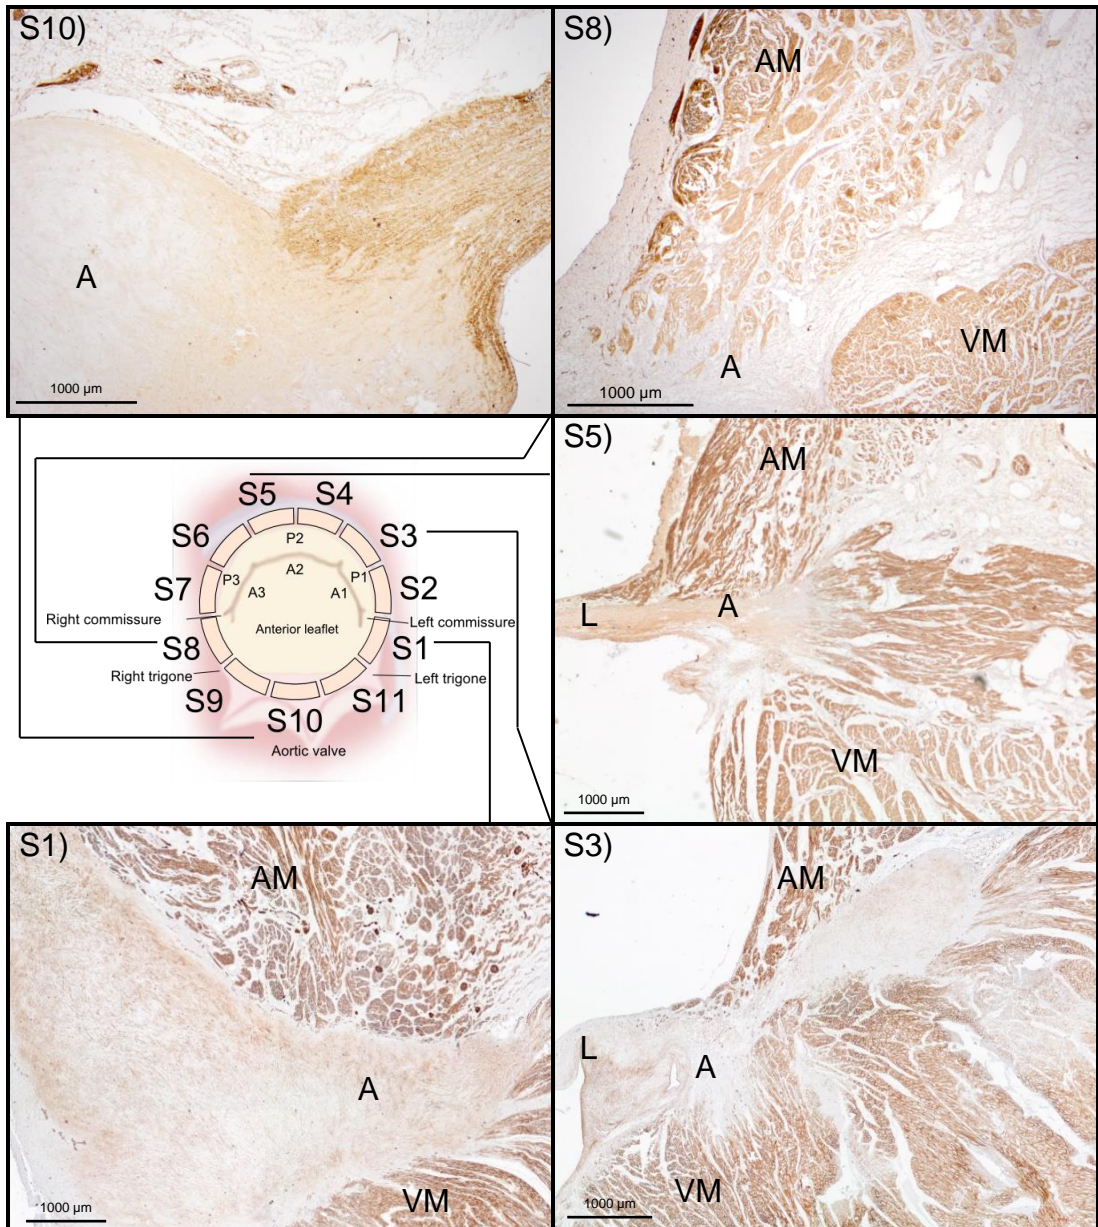 S10)
A
1000 µm
S8)
AM
A
VM
1000 µm
S5
S4
S6
S3
P2
A2
S7
P3
P1
S2
A3
A1
Right commissure
Left commissure
Anterior leaflet
S8
S1
Right trigone
Left trigone
S9
S11
S10
Aortic valve
S5)
AM
L
A
VM
1000 µm
S1)
AM
A
VM
1000 µm
S3)
AM
L
A
VM
1000 µm